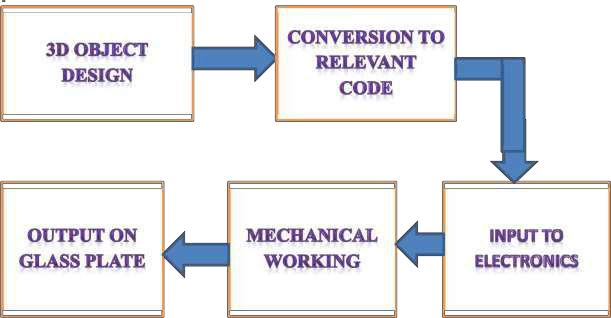 3D OBJECT
DESIGN
CONVERSION TO
RELEVANT
CODE
INPUT TO
ELECTRONICS
MECHANICAL
WORKING
OUTPUT ON
GLASS PLATE